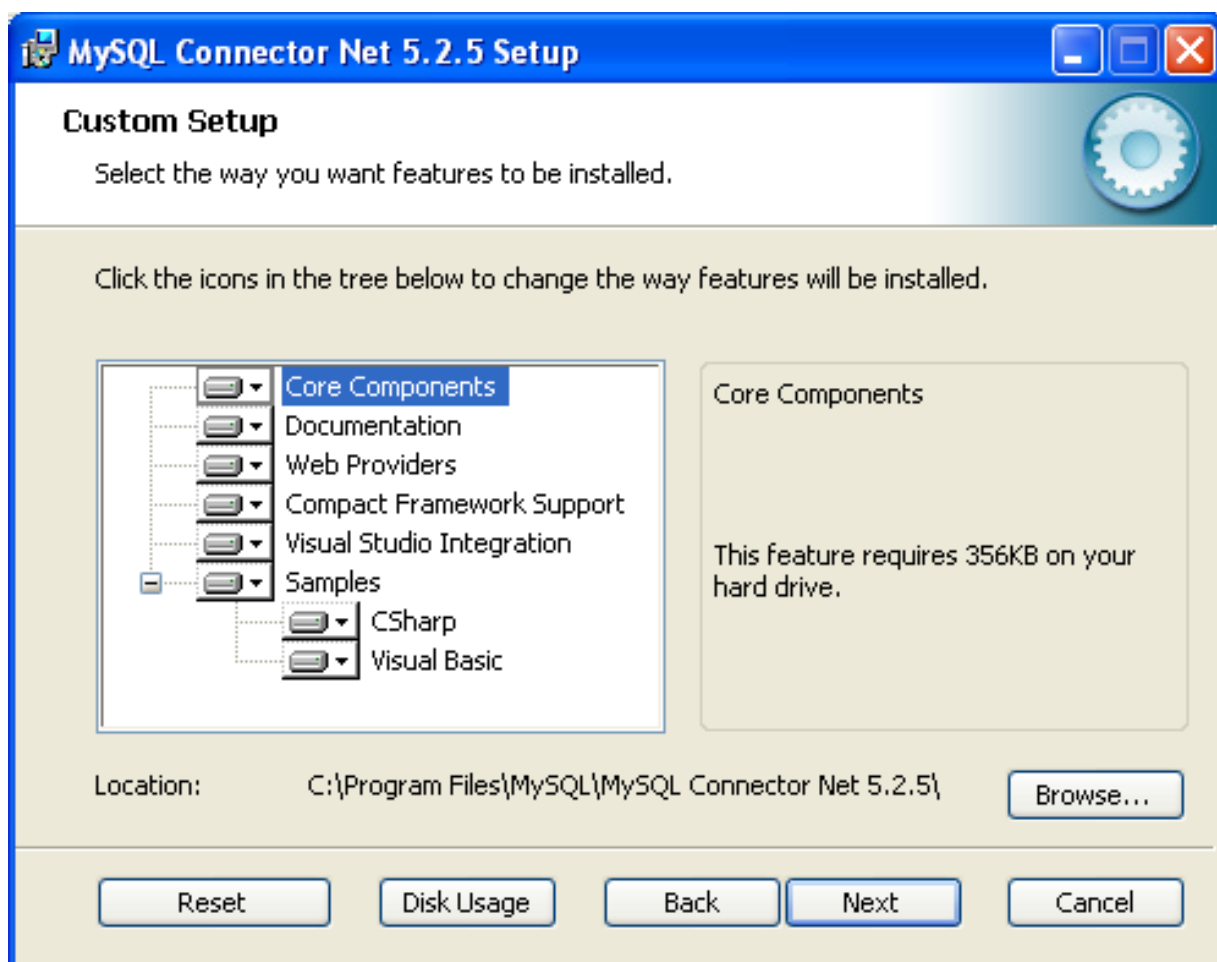 MySQL Connector Net 5.2.5 Setup
Custom Setup
Select the way you want features to be installed.
Click the icons in the tree below to change the way features will be installed.
Core Components
Documentation
Web Providers
Compact Framework Support
Visual Studio Integration
Samples
CSharp
Visual Basic
Core Components
This feature requires 356KB on your
hard drive.
Location: C:\Program Files\MySQL\MySQL Connector Net 5.2.5\
Browse...
Reset Disk Usage Back Next Cancel